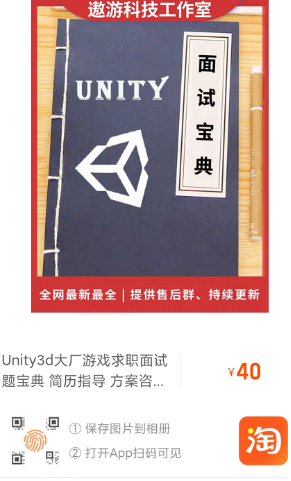 遨游科技工作室
UNITY
面试宝典
全网最新最全 | 提供售后群、持续更新
Unity3d大厂游戏求职面试
题宝典 简历指导 方案咨...
¥40
① 保存图片到相册
② 打开App扫码可见
淘